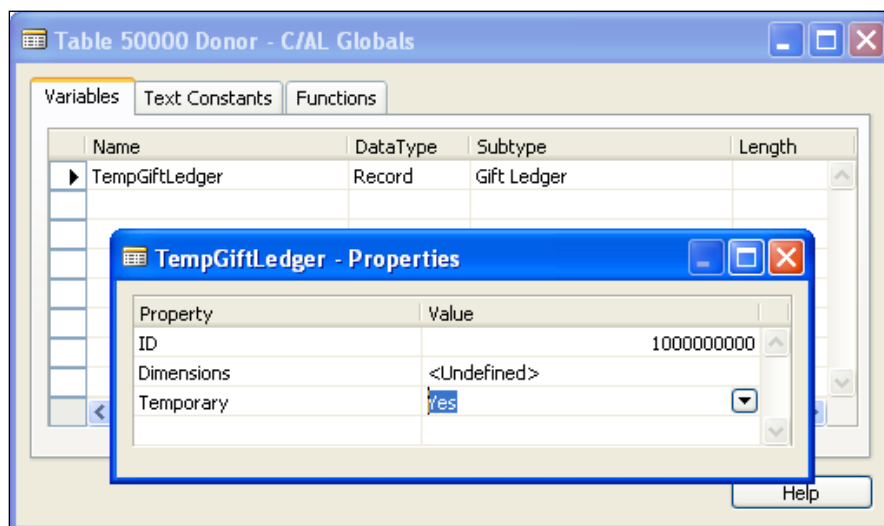 Table 50000 Donor - C/AL Globals
Variables Text Constants Functions
Name DataType Subtype Length
TempGiftLedger Record Gift Ledger
TempGiftLedger - Properties
Property Value
ID 1000000000
Dimensions <Undefined>
Temporary Yes
Help